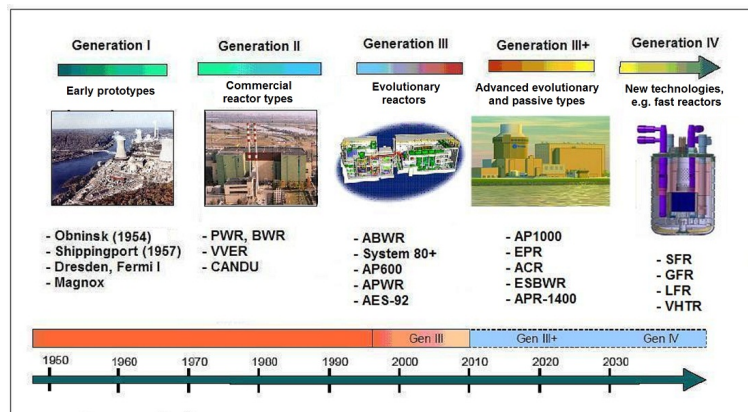 Generation I
Early prototypes
- Obninsk (1954)
- Shippingport (1957)
- Dresden, Fermi I
- Magnox
Generation II
Commercial
reactor types
- PWR, BWR
- VVER
- CANDU
Generation III
Evolutionary
reactors
- ABWR
- System 80+
- AP600
- APWR
- AES-92
Generation III+
Advanced evolutionary
and passive types
- AP1000
- EPR
- ACR
- ESBWR
- APR-1400
Generation IV
New technologies,
e.g. fast reactors
- SFR
- GFR
- LFR
- VHTR
Gen III
Gen III+
Gen IV
1950
1960
1970
1980
1990
2000
2010
2020
2030